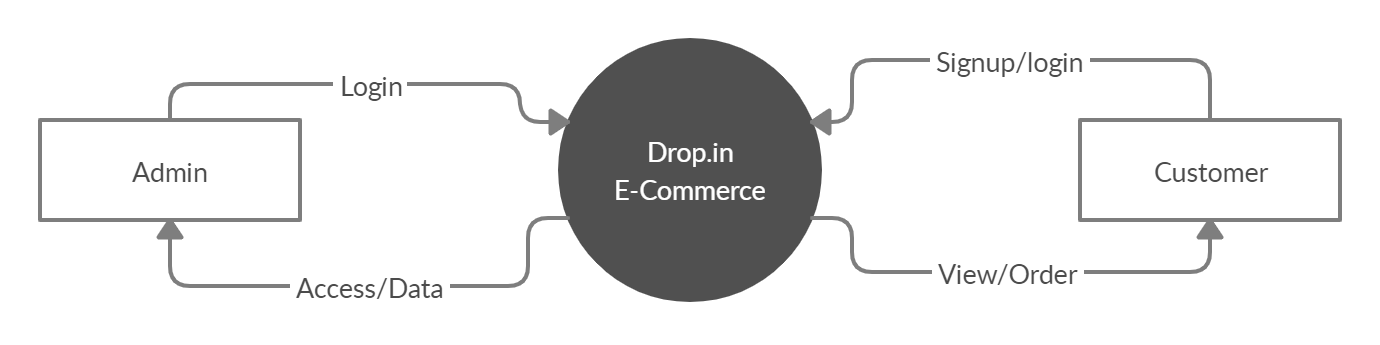 Login
Signup/login
Admin
Drop.in
E-Commerce
Customer
Access/Data
View/Order